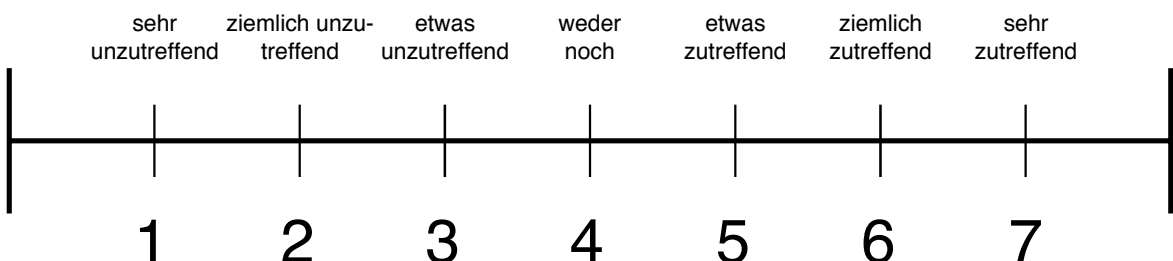 sehr ziemlich unzu- etwas weder etwas ziemlich sehr
unzutreffend treffend unzutreffend noch zutreffend zutreffend zutreffend
1 2 3 4 5 6 7